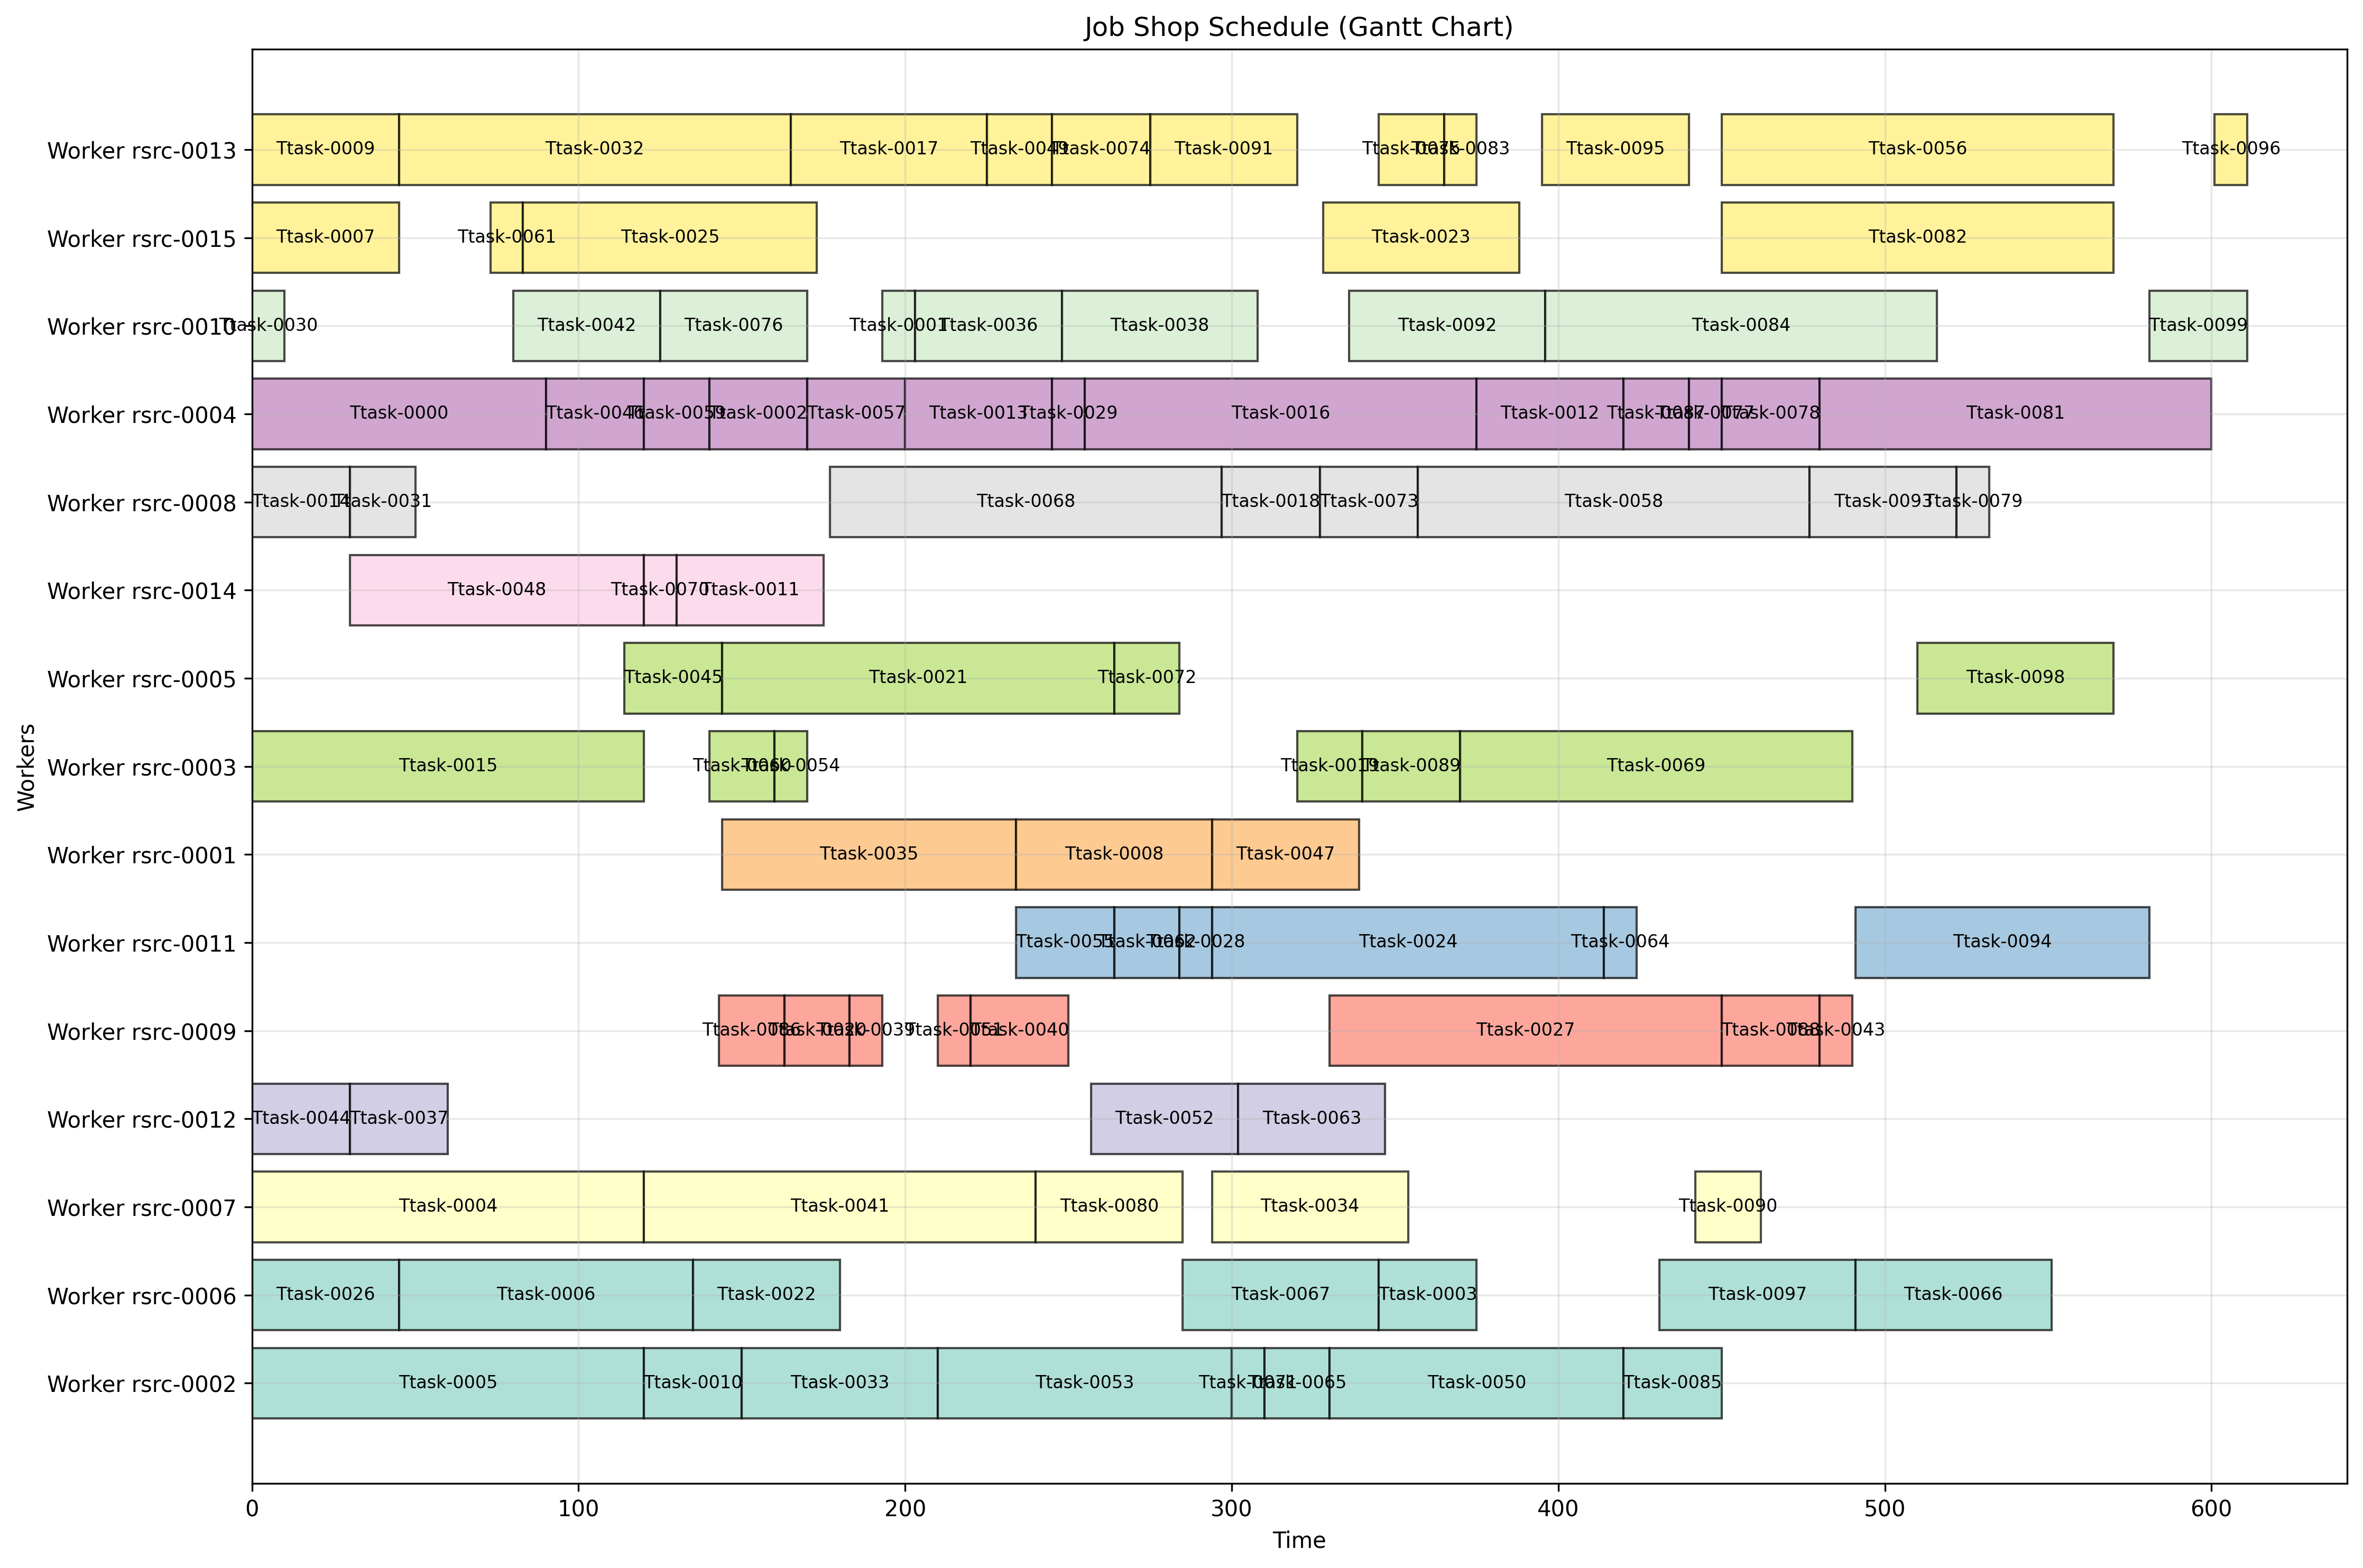 Job Shop Schedule (Gantt Chart)
Worker rsrc-0013 Ttask-0009 Ttask-0032 Ttask-0017 Ttask-0049 Ttask-0074 Ttask-0091 Ttask-0083 Ttask-0095 Ttask-0056 Ttask-0096
Worker rsrc-0015 Ttask-0007 Ttask-0061 Ttask-0025 Ttask-0023 Ttask-0082
Worker rsrc-0010 Ttask-0030 Ttask-0042 Ttask-0076 Ttask-0001 Ttask-0036 Ttask-0038 Ttask-0092 Ttask-0084 Ttask-0099
Worker rsrc-0004 Ttask-0000 Ttask-0046 Ttask-0059 Ttask-0002 Ttask-0057 Ttask-0013 Ttask-0029 Ttask-0016 Ttask-0012 Ttask-0087 Ttask-0077 Ttask-0078 Ttask-0081
Worker rsrc-0008 Ttask-0014 Ttask-0031 Ttask-0068 Ttask-0018 Ttask-0073 Ttask-0058 Ttask-0093 Ttask-0079
Worker rsrc-0014 Ttask-0048 Ttask-0070 Ttask-0011
Worker rsrc-0005 Ttask-0045 Ttask-0021 Ttask-0072 Ttask-0098
Worker rsrc-0003 Ttask-0015 Ttask-0060 Ttask-0054 Ttask-0019 Ttask-0089 Ttask-0069
Worker rsrc-0001 Ttask-0035 Ttask-0008 Ttask-0047
Worker rsrc-0011 Ttask-0055 Ttask-0062 Ttask-0028 Ttask-0024 Ttask-0064 Ttask-0094
Worker rsrc-0009 Ttask-0086 Ttask-0020 Ttask-0039 Ttask-0051 Ttask-0040 Ttask-0027 Ttask-0088 Ttask-0043
Worker rsrc-0012 Ttask-0044 Ttask-0037 Ttask-0052 Ttask-0063
Worker rsrc-0007 Ttask-0004 Ttask-0041 Ttask-0080 Ttask-0034 Ttask-0090
Worker rsrc-0006 Ttask-0026 Ttask-0006 Ttask-0022 Ttask-0067 Ttask-0003 Ttask-0097 Ttask-0066
Worker rsrc-0002 Ttask-0005 Ttask-0010 Ttask-0033 Ttask-0053 Ttask-0071 Ttask-0065 Ttask-0050 Ttask-0085
0 100 200 300 400 500 600
Time
Workers